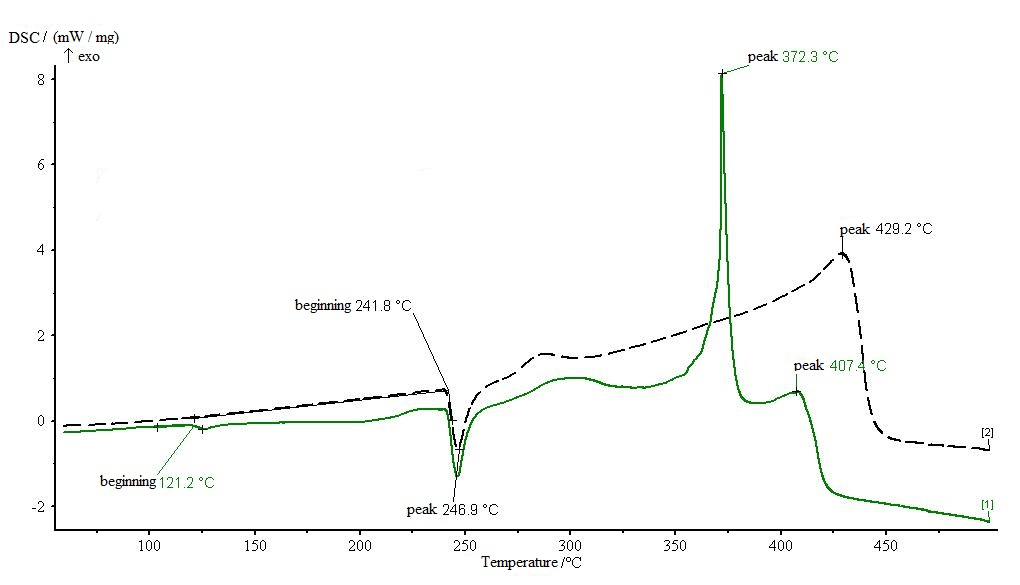 DSC / (mW / mg)
↑ exo
peak 372.3 °C
8
6
peak 429.2 °C
4
beginning 241.8 °C
2
peak 407.4 °C
0
[2]
beginning 121.2 °C
[1]
-2
peak 246.9 °C
100 150 200 250 300 350 400 450
Temperature /°C